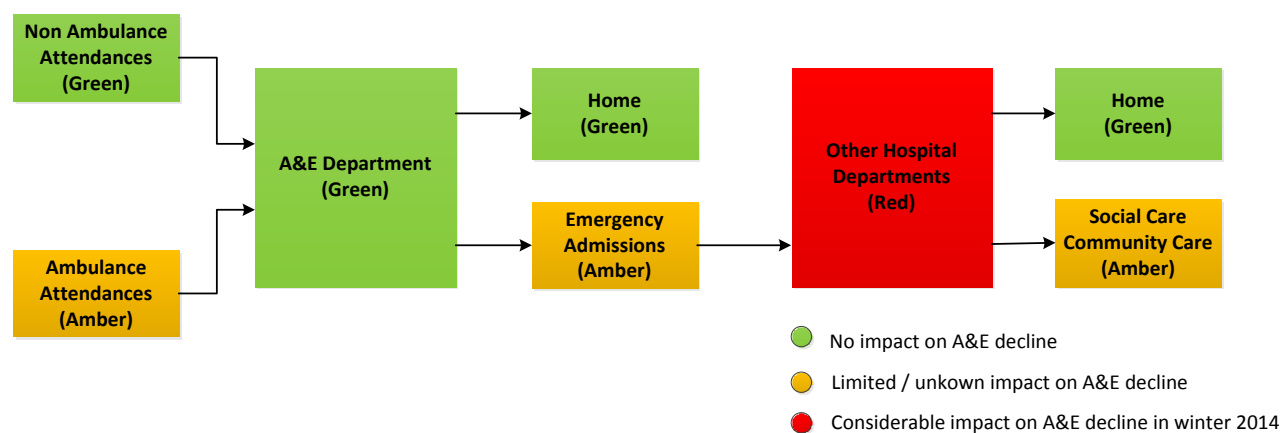 Non Ambulance
Attendances
(Green)
Ambulance
Attendances
(Amber)
A&E Department
(Green)
Home
(Green)
Emergency
Admissions
(Amber)
Other Hospital
Departments
(Red)
Home
(Green)
Social Care
Community Care
(Amber)
No impact on A&E decline
Limited / unkown impact on A&E decline
Considerable impact on A&E decline in winter 2014